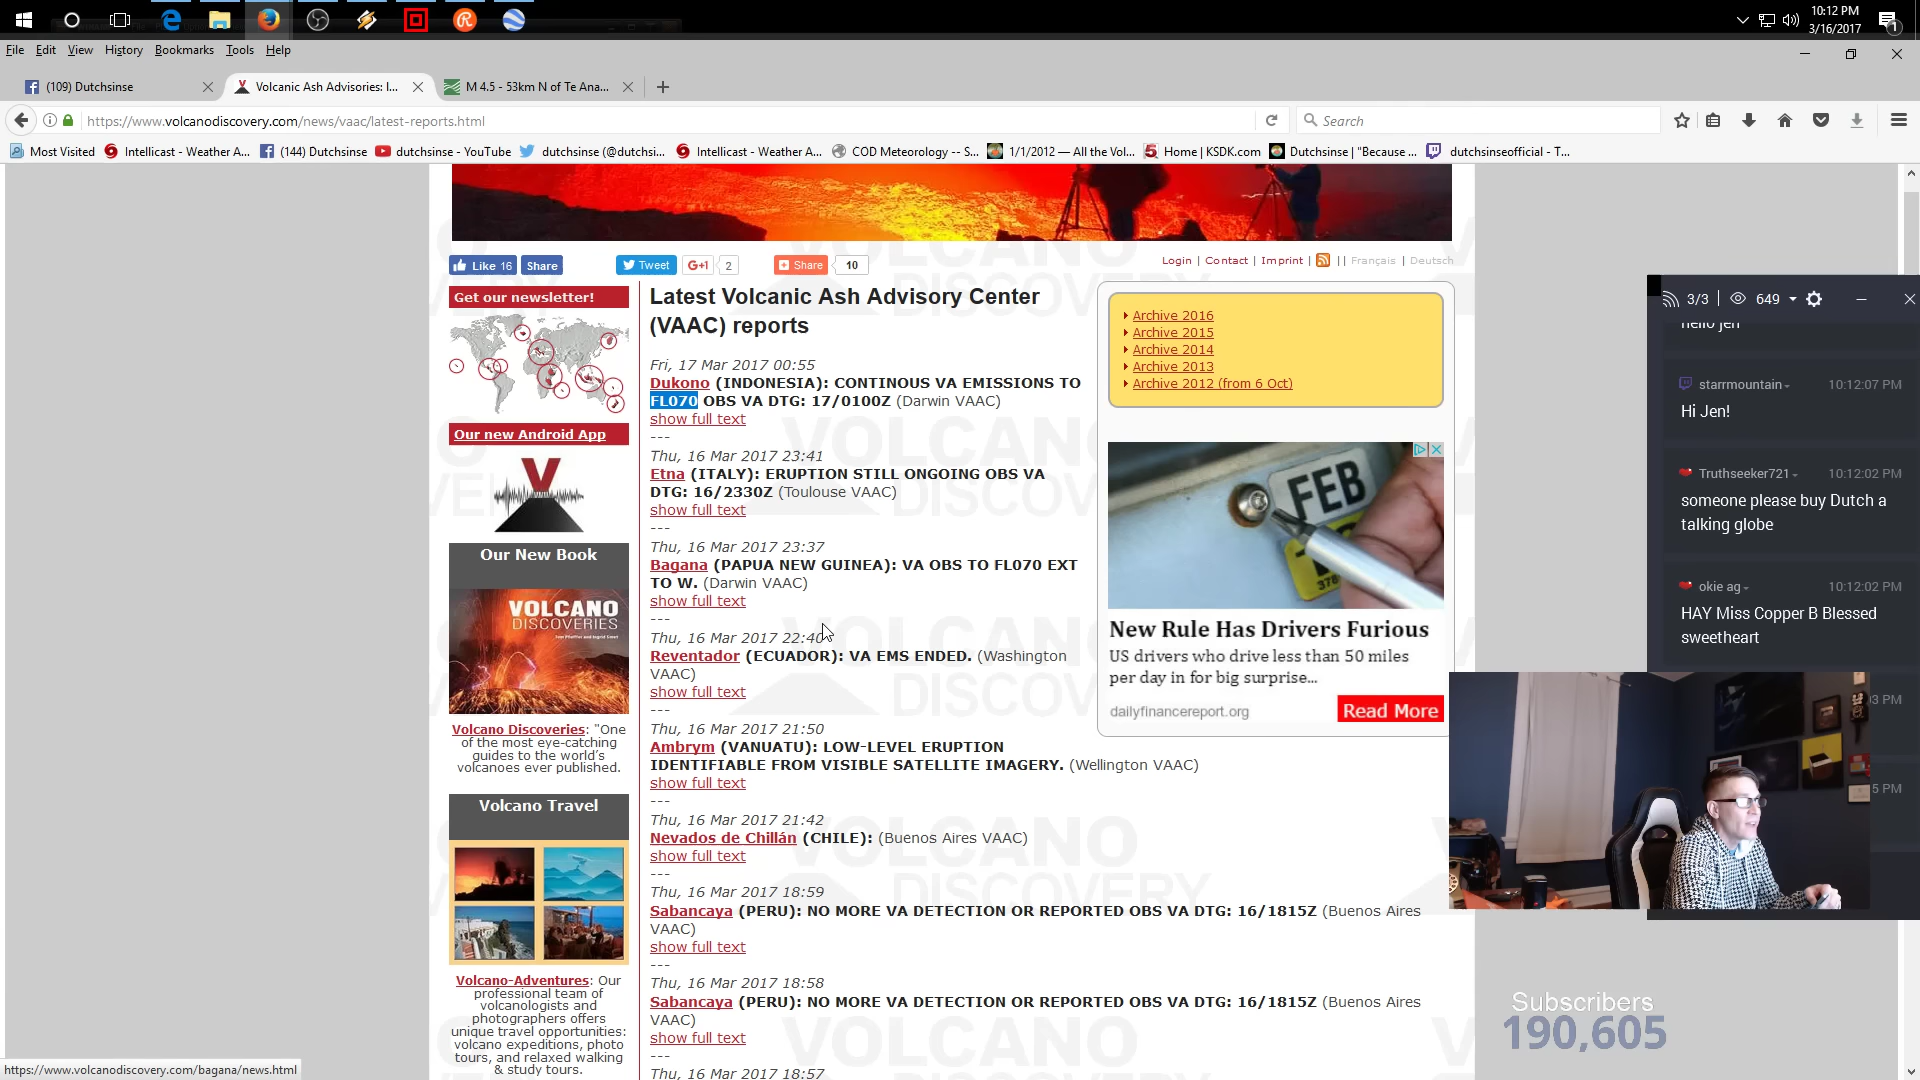 10:12 PM
3/16/2017
1
File Edit View History Bookmarks Tools Help
(109) Dutchsinse
Volcanic Ash Advisories: l...
M 4.5 - 53km N of Te Ana...
https://www.volcanodiscovery.com/news/vaac/latest-reports.html
Search
Most Visited
Intellicast - Weather A...
(144) Dutchsinse
dutchsinse - YouTube
dutchsinse (@dutchsi...
Intellicast - Weather A...
COD Meteorology -- S...
1/1/2012 — All the Vol...
Home | KSDK.com
Dutchsinse | "Because ...
dutchsinseofficial - T...
Like 16
Share
Tweet
G+1
2
Share
10
Login | Contact | Imprint | || Français | Deutsch
Get our newsletter!
Our new Android App
Our New Book
VOLCANO
DISCOVERIES
Volcano Discoveries: "One
of the most eye-catching
guides to the world's
volcanoes ever published.
Volcano Travel
Volcano-Adventures: Our
professional team of
volcanologists and
photographers offers
unique travel opportunities:
volcano expeditions, photo
tours, and relaxed walking
& study tours.
Latest Volcanic Ash Advisory Center
(VAAC) reports
Fri, 17 Mar 2017 00:55
Dukono (INDONESIA): CONTINOUS VA EMISSIONS TO
FL070 OBS VA DTG: 17/0100Z (Darwin VAAC)
show full text
---
Thu, 16 Mar 2017 23:41
Etna (ITALY): ERUPTION STILL ONGOING OBS VA
DTG: 16/2330Z (Toulouse VAAC)
show full text
---
Thu, 16 Mar 2017 23:37
Bagana (PAPUA NEW GUINEA): VA OBS TO FL070 EXT
TO W. (Darwin VAAC)
show full text
---
Thu, 16 Mar 2017 22:40
Reventador (ECUADOR): VA EMS ENDED. (Washington
VAAC)
show full text
---
Thu, 16 Mar 2017 21:50
Ambrym (VANUATU): LOW-LEVEL ERUPTION
IDENTIFIABLE FROM VISIBLE SATELLITE IMAGERY. (Wellington VAAC)
show full text
---
Thu, 16 Mar 2017 21:42
Nevados de Chillán (CHILE): (Buenos Aires VAAC)
show full text
---
Thu, 16 Mar 2017 18:59
Sabancaya (PERU): NO MORE VA DETECTION OR REPORTED OBS VA DTG: 16/1815Z (Buenos Aires
VAAC)
show full text
---
Thu, 16 Mar 2017 18:58
Sabancaya (PERU): NO MORE VA DETECTION OR REPORTED OBS VA DTG: 16/1815Z (Buenos Aires
VAAC)
show full text
---
Thu, 16 Mar 2017 18:57
Archive 2016
Archive 2015
Archive 2014
Archive 2013
Archive 2012 (from 6 Oct)
FEB
New Rule Has Drivers Furious
US drivers who drive less than 50 miles
per day in for big surprise...
dailyfinancereport.org
Read More
VOLCANO
DISCOVERY
3/3 | 649
hello jen
starrmountain 10:12:07 PM
Hi Jen!
Truthseeker721 10:12:02 PM
someone please buy Dutch a
talking globe
okie ag 10:12:02 PM
HAY Miss Copper B Blessed
sweetheart
3 PM
5 PM
Subscribers
190,605
https://www.volcanodiscovery.com/bagana/news.html